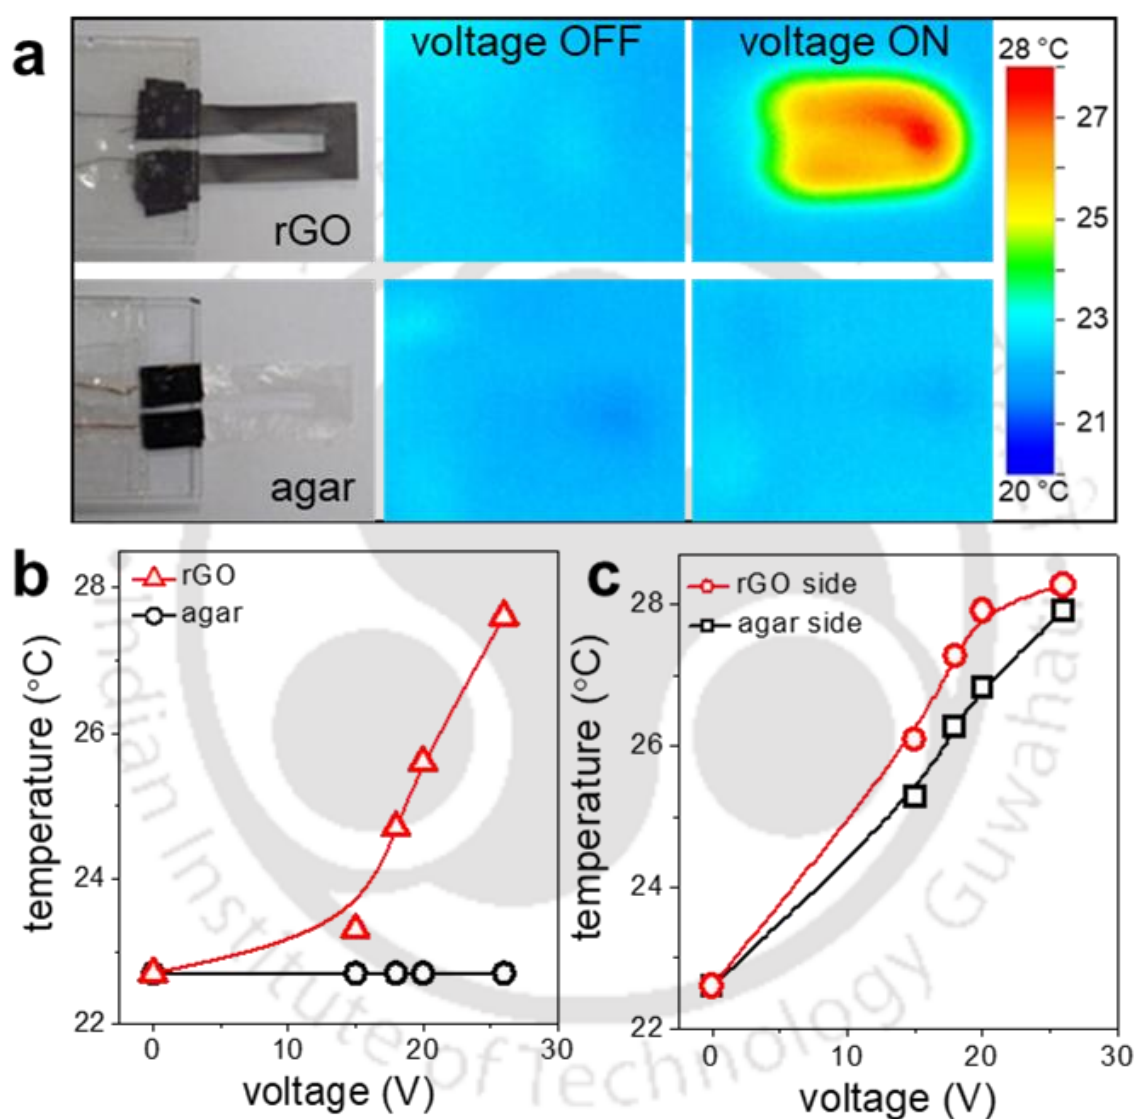 a
voltage OFF
voltage ON
28 °C
27
25
23
21
20 °C
rGO
agar
b
rGO
agar
28
26
24
22
0
10
20
30
temperature (°C)
voltage (V)
c
rGO side
agar side
28
26
24
22
0
10
20
30
temperature (°C)
voltage (V)
Indian Institute of Technology Guwahati